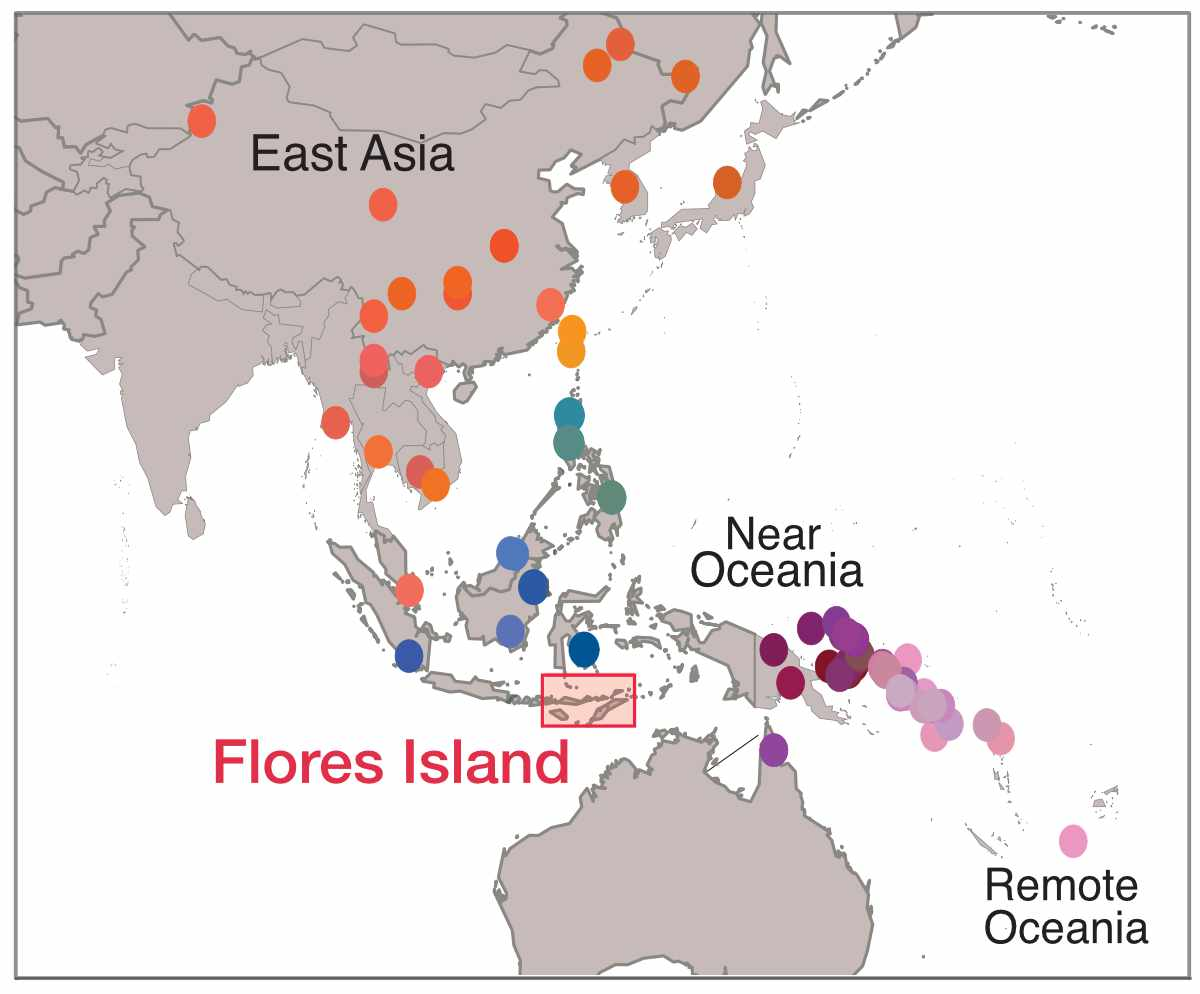 East Asia
Near
Oceania
Flores Island
Remote
Oceania